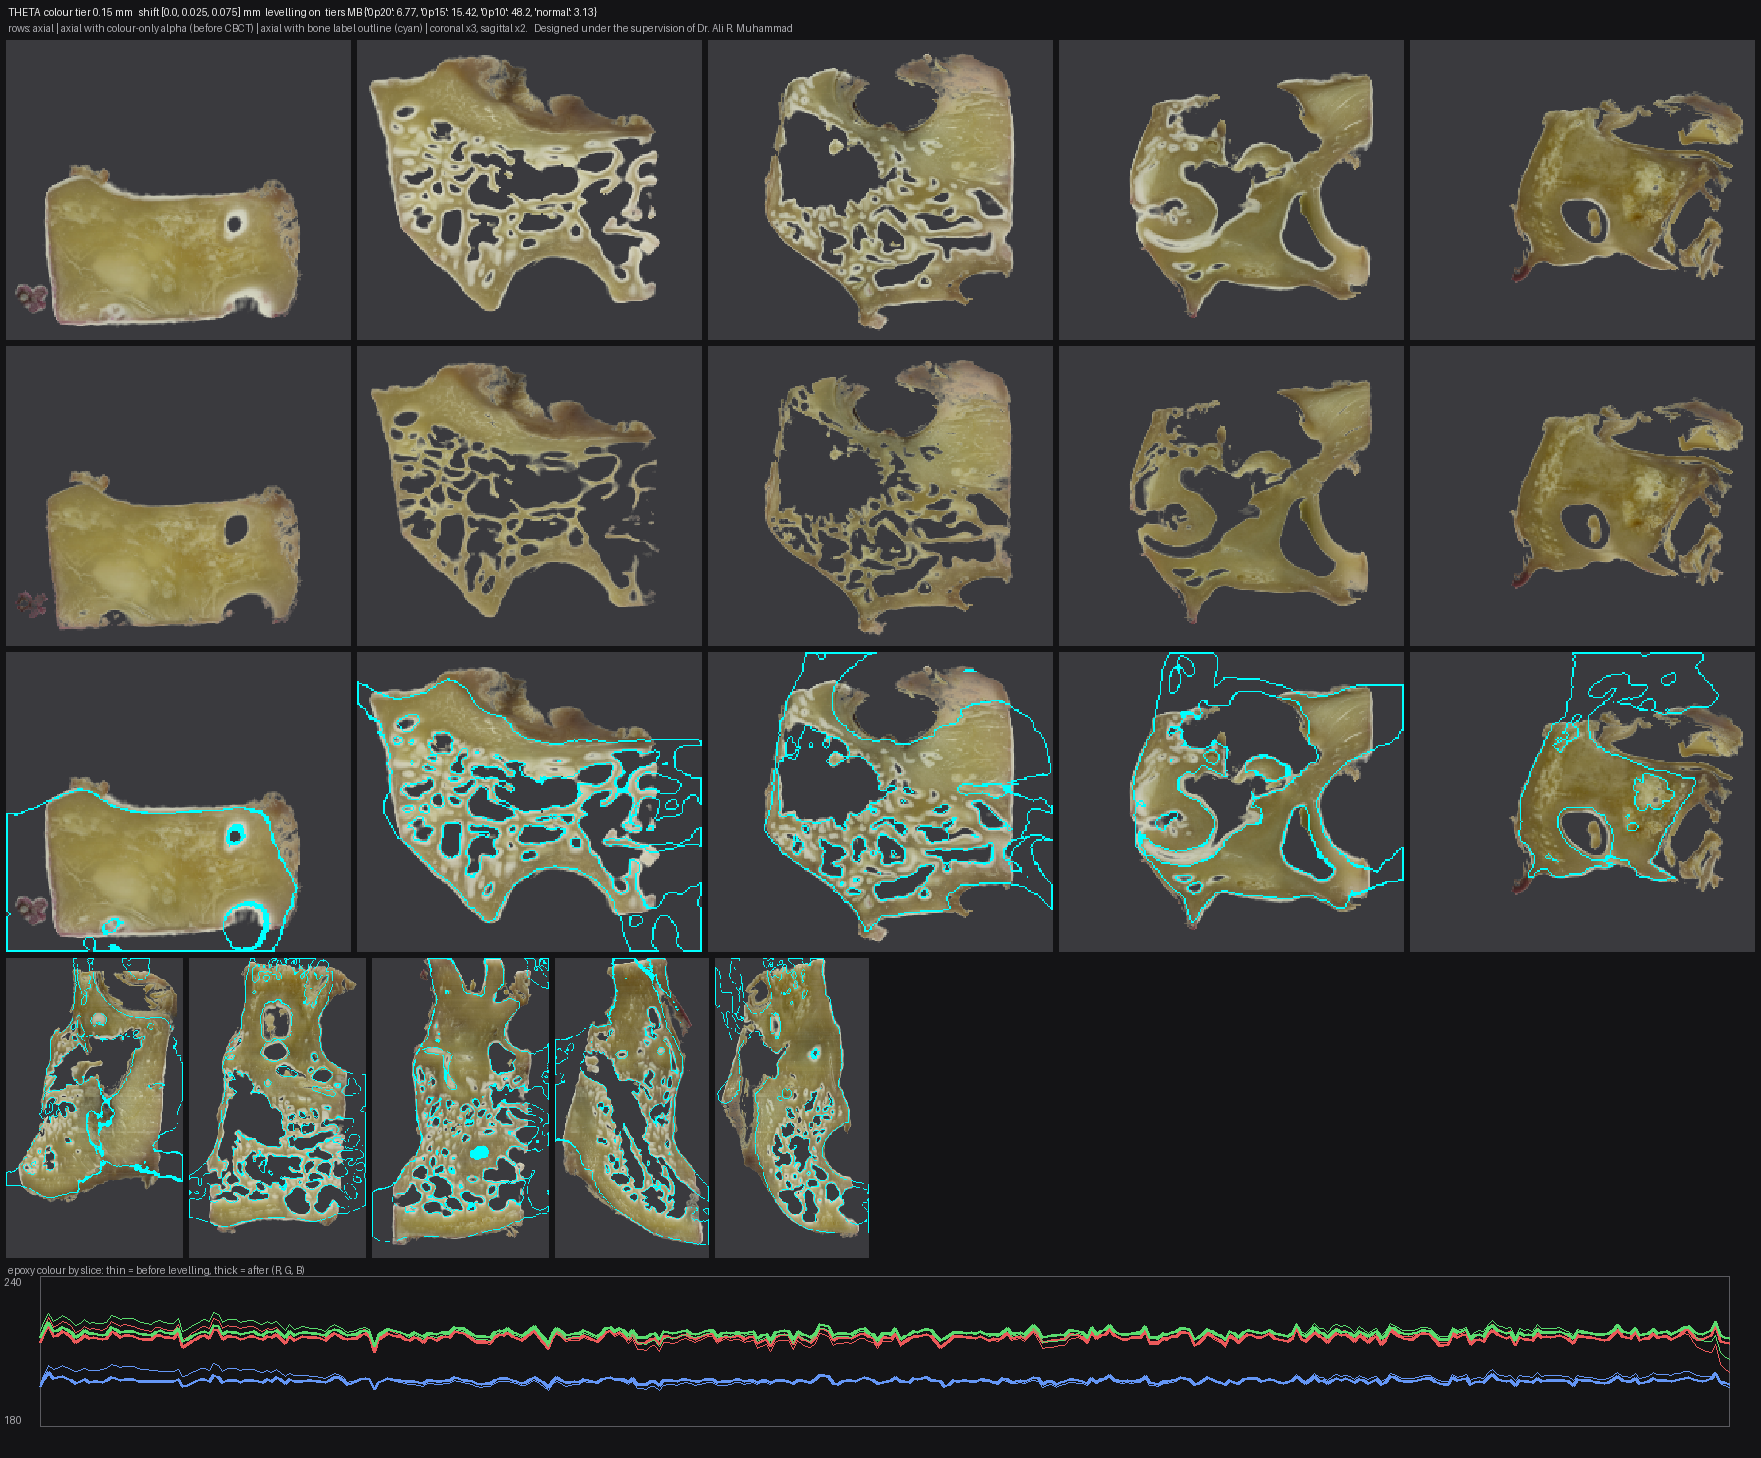 THETA colour tier 0.15 mm  shift [0.0, 0.025, 0.075] mm  levelling on  tiers MB {'0p20': 6.77, '0p15': 15.42, '0p10': 48.2, 'normal': 3.13}
rows: axial | axial with colour-only alpha (before CBCT) | axial with bone label outline (cyan) | coronal x3, sagittal x2.  Designed under the supervision of Dr. Ali R. Muhammad
epoxy colour by slice: thin = before levelling, thick = after (R, G, B)
240
180